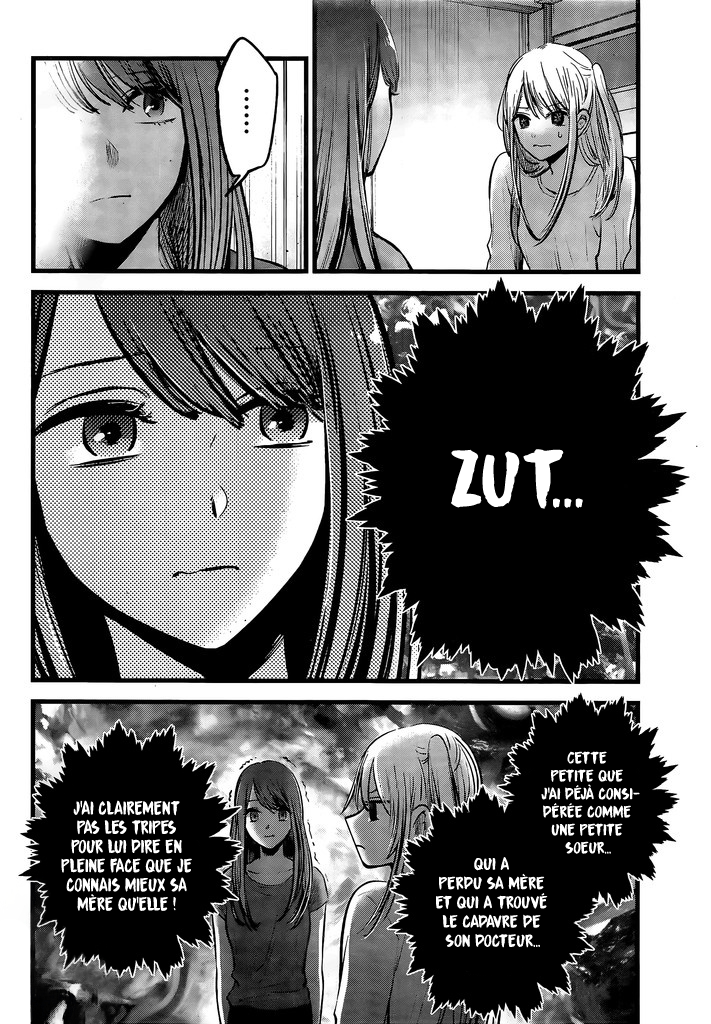 ......
ZUT...
CETTE
PETITE QUE
J'AI DÉJÀ CONSI-
DÉRÉE COMME
UNE PETITE
SOEUR...
QUI A
PERDU SA MÈRE
ET QUI A TROUVÉ
LE CADAVRE DE
SON DOCTEUR...
J'AI CLAIREMENT
PAS LES TRIPES
POUR LUI DIRE EN
PLEINE FACE QUE JE
CONNAIS MIEUX SA
MÈRE QU'ELLE !